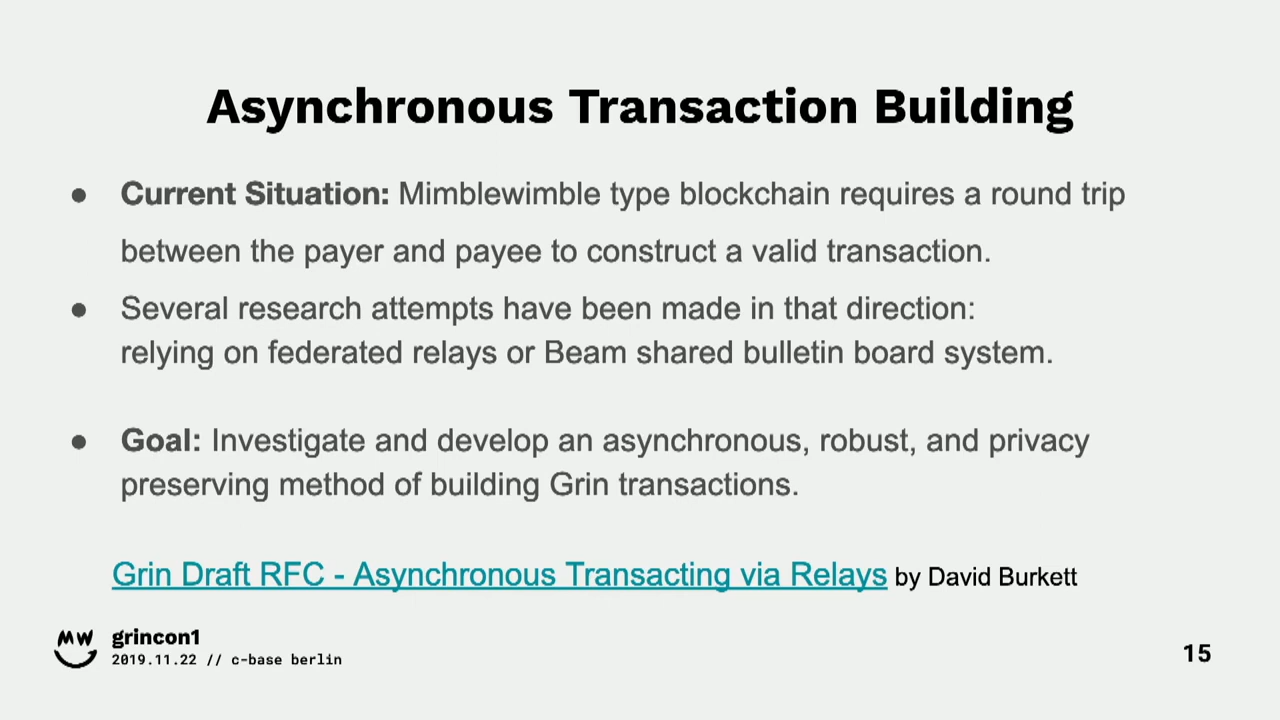 Asynchronous Transaction Building
● Current Situation: Mimblewimble type blockchain requires a round trip
between the payer and payee to construct a valid transaction.
● Several research attempts have been made in that direction:
relying on federated relays or Beam shared bulletin board system.
● Goal: Investigate and develop an asynchronous, robust, and privacy
preserving method of building Grin transactions.
Grin Draft RFC - Asynchronous Transacting via Relays by David Burkett
MW
grincon1
2019.11.22 // c-base berlin
15